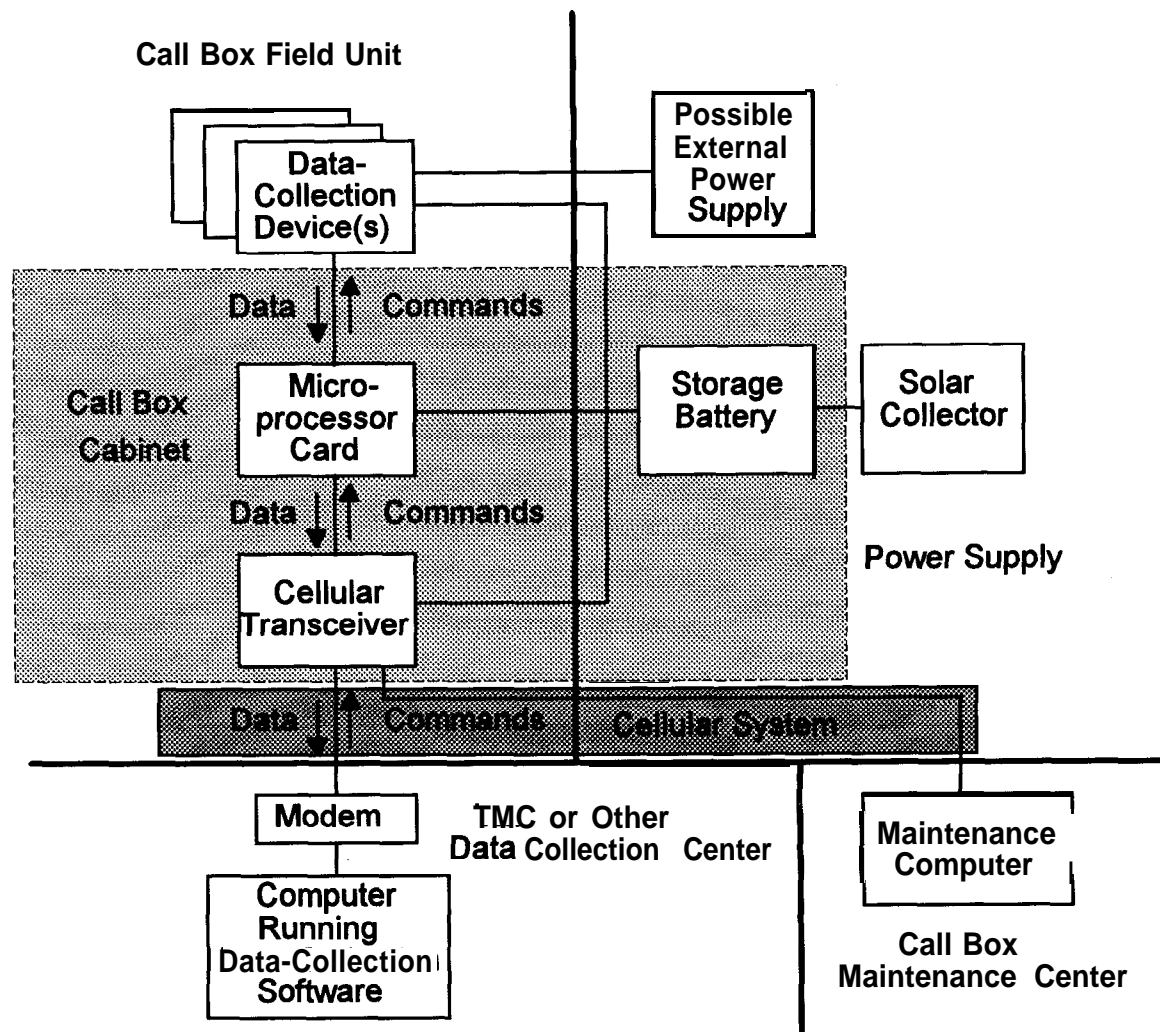 Call Box Field Unit
Possible
External
Power
Supply
Data-
Collection
Device(s)
Data
Commands
Call Box
Cabinet
Micro-
processor
Card
Storage
Battery
Solar
Collector
Data
Commands
Cellular
Transceiver
Power Supply
Data
Commands
Cellular System
Modem
TMC or Other
Data Collection Center
Maintenance
Computer
Computer
Running
Data-Collection
Software
Call Box
Maintenance Center